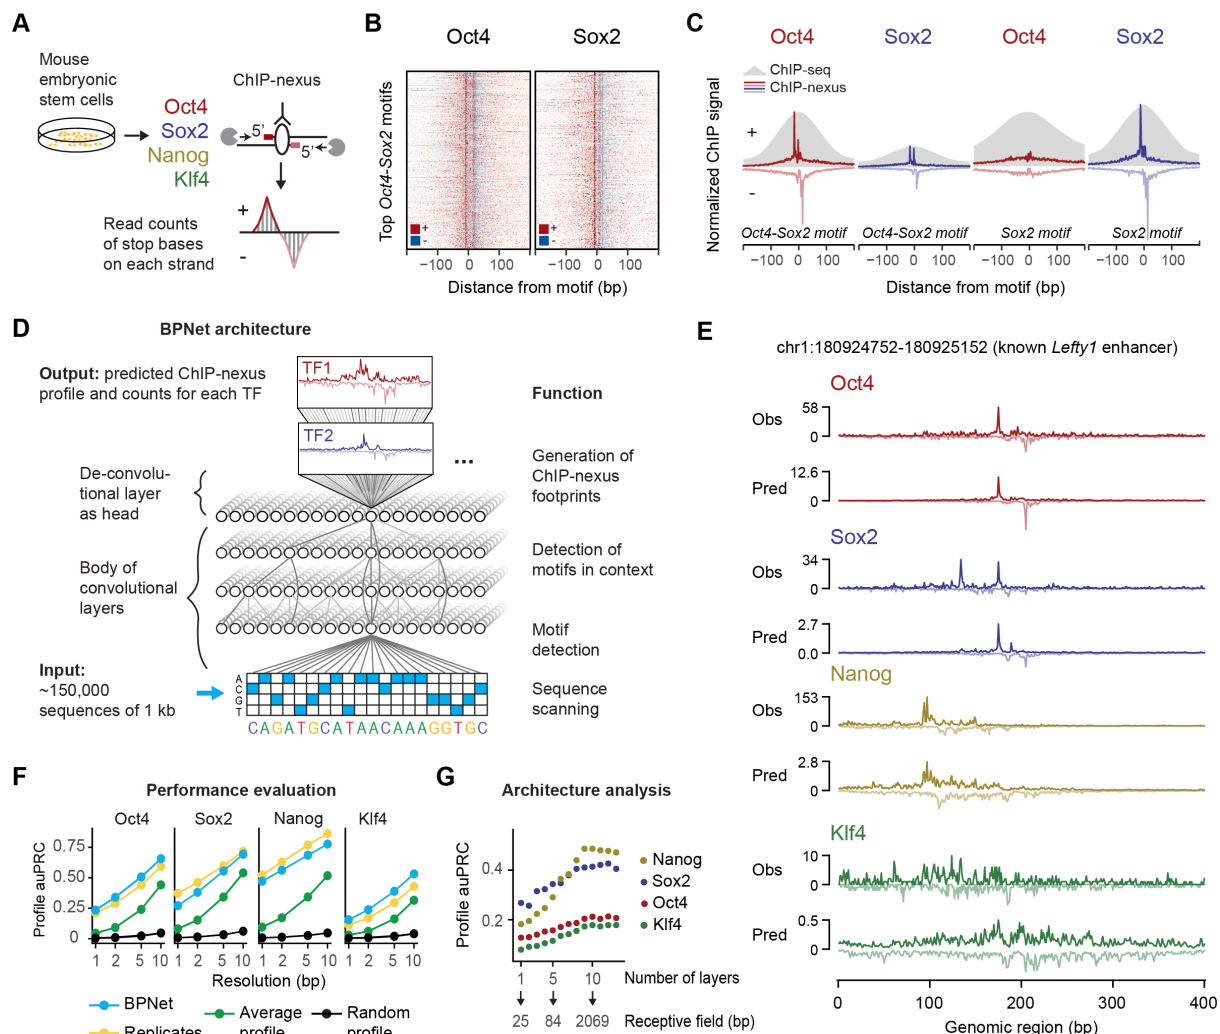 A
Mouse
embryonic
stem cells
ChIP-nexus
Oct4
Sox2
Nanog
Klf4
5’
5’
Read counts
of stop bases
on each strand
+
-
B
Oct4
Sox2
Top Oct4-Sox2 motifs
+
-
+
-
−100 0 100
−100 0 100
Distance from motif (bp)
C
Oct4
Sox2
Oct4
Sox2
Normalized ChIP signal
ChIP-seq
ChIP-nexus
+
-
Oct4-Sox2 motif
Oct4-Sox2 motif
Sox2 motif
Sox2 motif
−100 0 100
−100 0 100
−100 0 100
−100 0 100
Distance from motif (bp)
D
BPNet architecture
Output: predicted ChIP-nexus
profile and counts for each TF
TF1
TF2
...
Function
Generation of
ChIP-nexus
footprints
De-convolu-
tional layer
as head
Detection of
motifs in context
Body of
convolutional
layers
Motif
detection
Input:
~150,000
sequences of 1 kb
A
C
G
T
Sequence
scanning
CAGATGCATAACAAAGGTGC
E
chr1:180924752-180925152 (known Lefty1 enhancer)
Oct4
Obs
58
0
Pred
12.6
0
Sox2
Obs
34
0
Pred
2.7
0.0
Nanog
Obs
153
0
Pred
2.8
0
Klf4
Obs
10
0
Pred
0.5
0
0 100 200 300 400
Genomic region (bp)
F
Performance evaluation
Oct4
Sox2
Nanog
Klf4
Profile auPRC
0.75
0.50
0.25
0
1 2 5 10
1 2 5 10
1 2 5 10
1 2 5 10
Resolution (bp)
BPNet
Replicates
Average
profile
Random
profile
G
Architecture analysis
Profile auPRC
0.4
0.2
Nanog
Sox2
Oct4
Klf4
1 5 10
Number of layers
25 84 2069
Receptive field (bp)